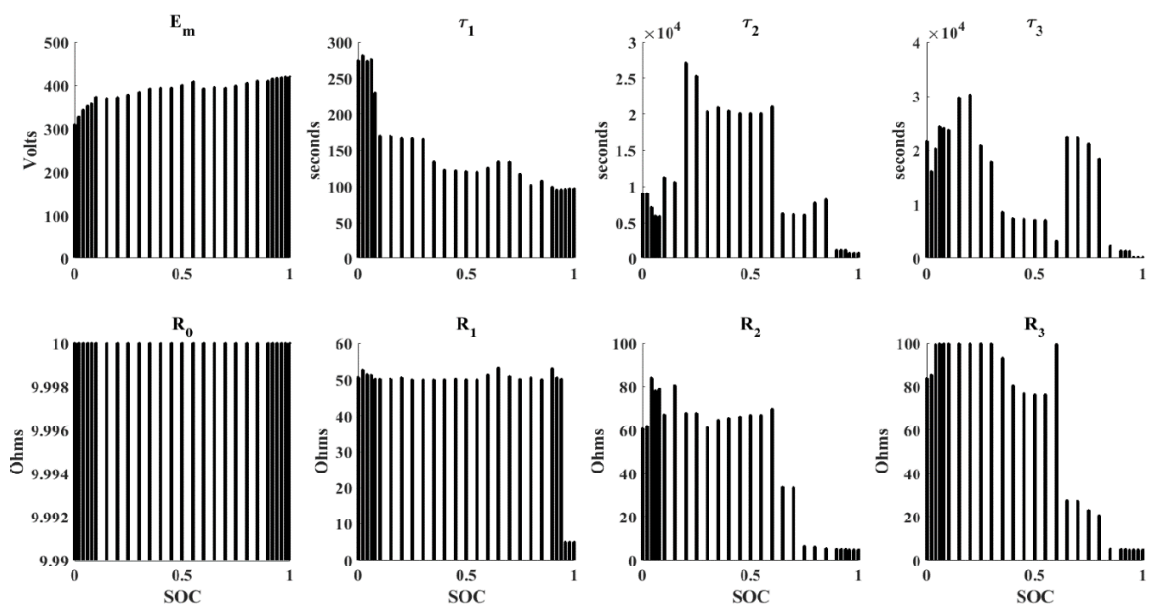 E_m
500
400
300
200
100
0
Volts
0 0.5 1
τ_1
300
250
200
150
100
50
0
seconds
0 0.5 1
τ_2
×10^4
3
2.5
2
1.5
1
0.5
0
seconds
0 0.5 1
τ_3
×10^4
4
3
2
1
0
seconds
0 0.5 1
R_0
10
9.998
9.996
9.994
9.992
9.99
Ohms
0 0.5 1
SOC
R_1
60
50
40
30
20
10
0
Ohms
0 0.5 1
SOC
R_2
100
80
60
40
20
0
Ohms
0 0.5 1
SOC
R_3
100
80
60
40
20
0
Ohms
0 0.5 1
SOC